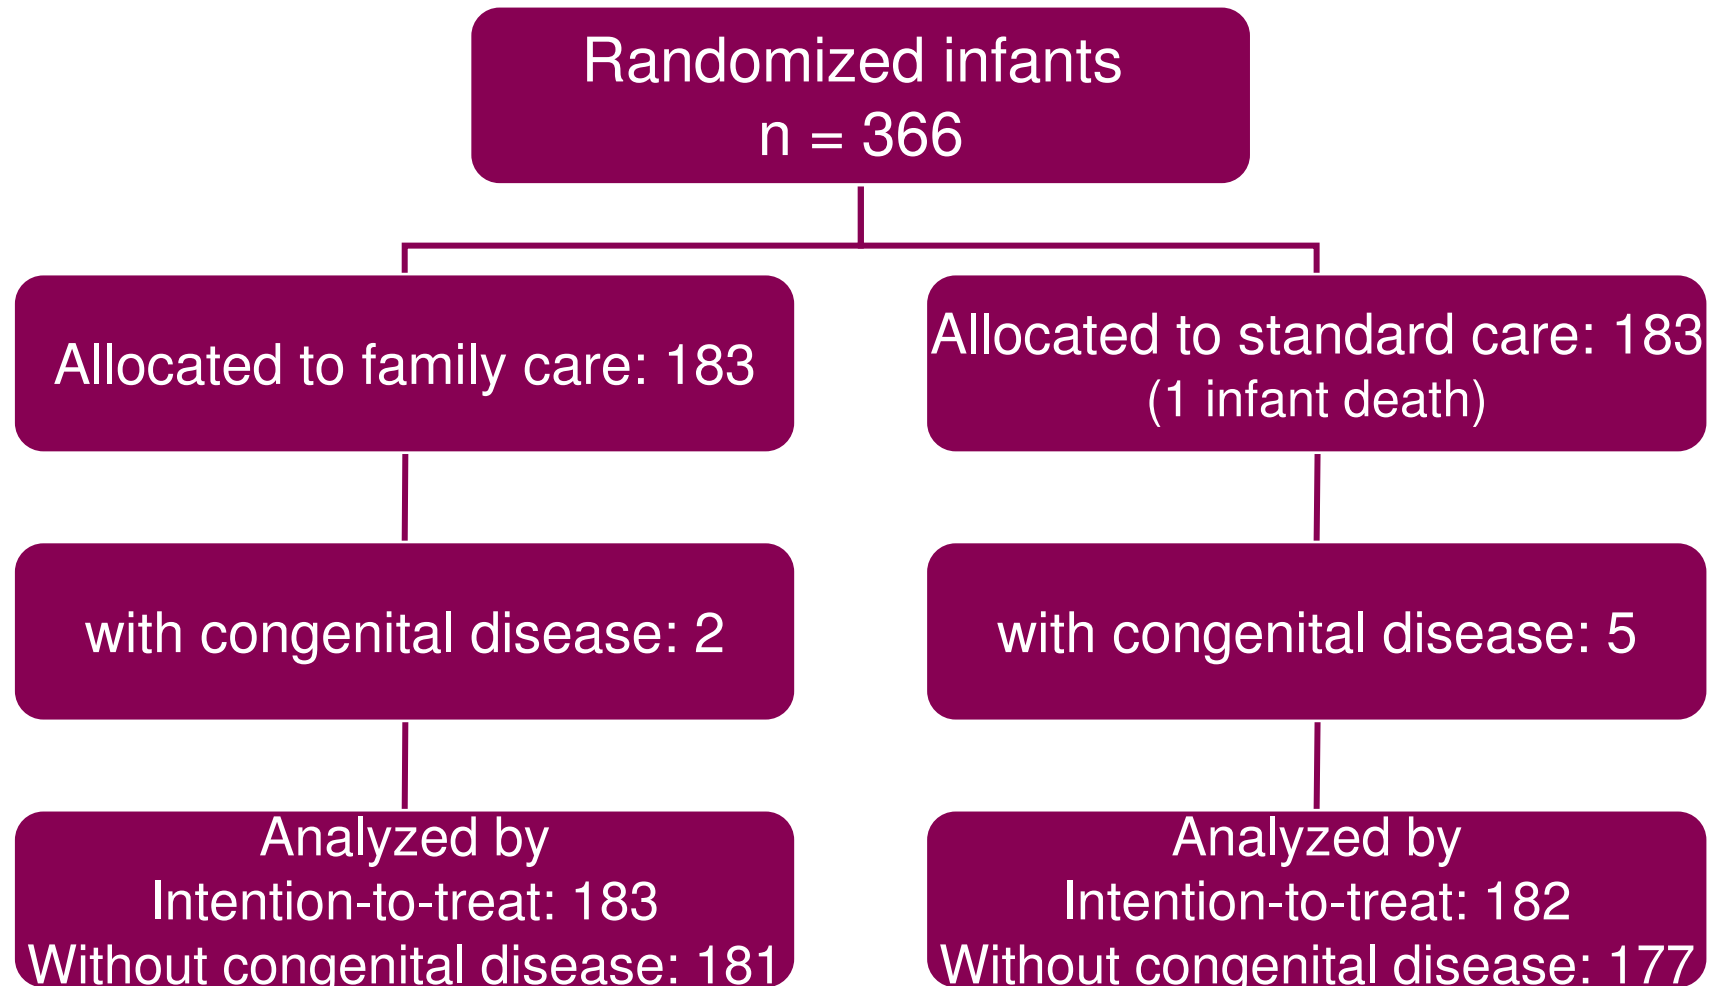 Randomized infants
n = 366
Allocated to family care: 183
Allocated to standard care: 183
(1 infant death)
with congenital disease: 2
with congenital disease: 5
Analyzed by
Intention-to-treat: 183
Without congenital disease: 181
Analyzed by
Intention-to-treat: 182
Without congenital disease: 177